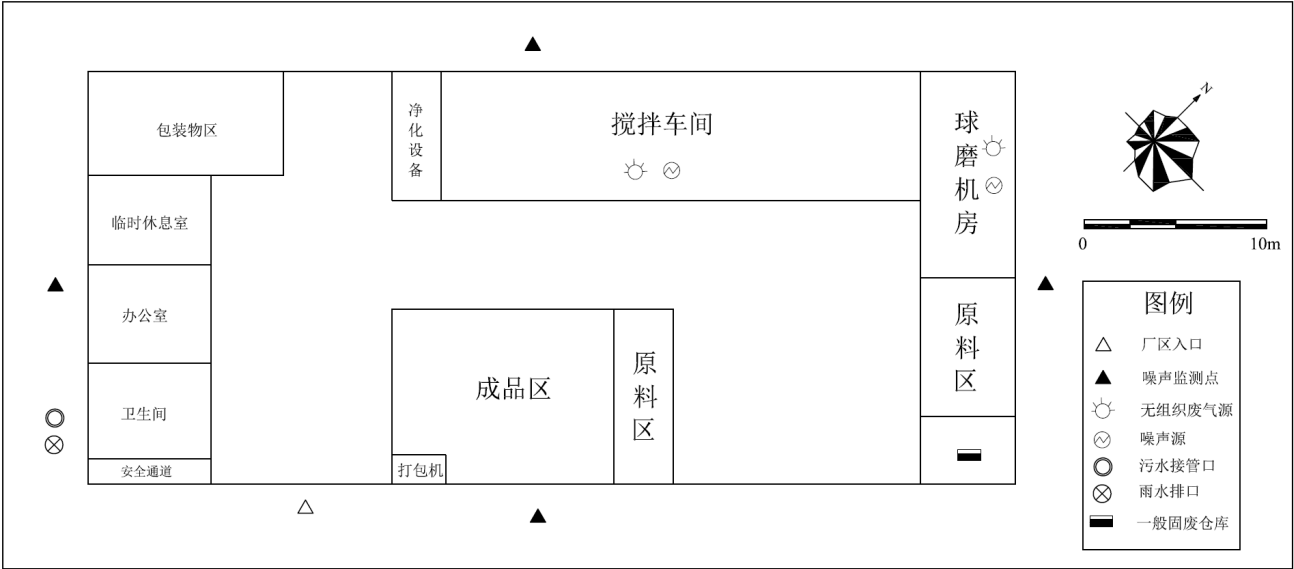 包装物区
净化设备
搅拌车间
球磨机房
N
临时休息室
0 10m
办公室
原料区
成品区
原料区
卫生间
打包机
安全通道
图例
厂区入口
噪声监测点
无组织废气源
噪声源
污水接管口
雨水排口
一般固废仓库